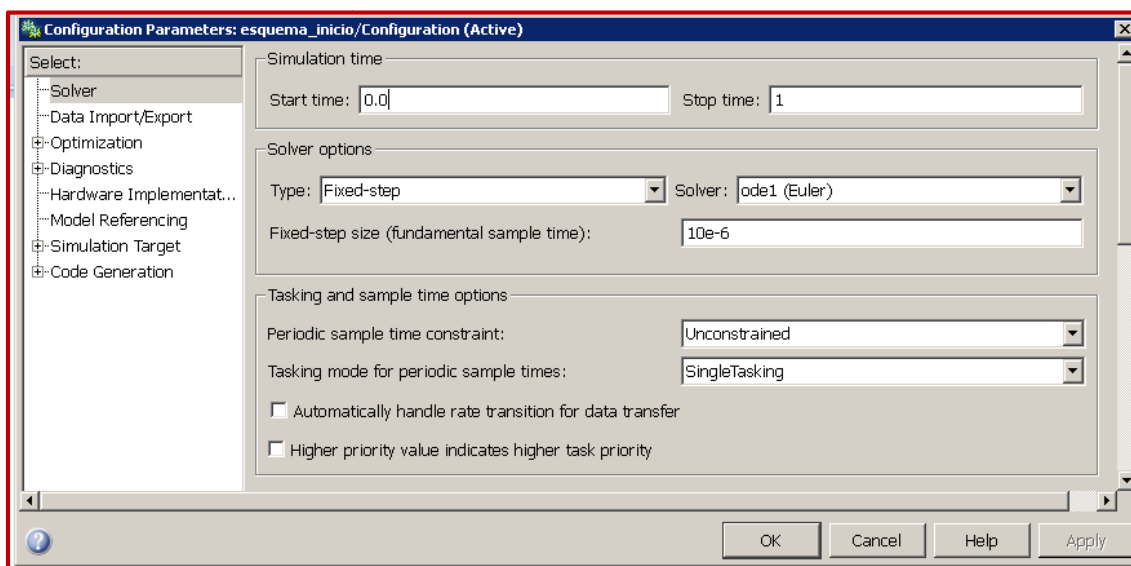 Configuration Parameters: esquema_inicio/Configuration (Active)
Select:
Solver
Data Import/Export
Optimization
Diagnostics
Hardware Implementat...
Model Referencing
Simulation Target
Code Generation
Simulation time
Start time: 0.0 Stop time: 1
Solver options
Type: Fixed-step Solver: ode1 (Euler)
Fixed-step size (fundamental sample time): 10e-6
Tasking and sample time options
Periodic sample time constraint: Unconstrained
Tasking mode for periodic sample times: SingleTasking
Automatically handle rate transition for data transfer
Higher priority value indicates higher task priority
OK Cancel Help Apply